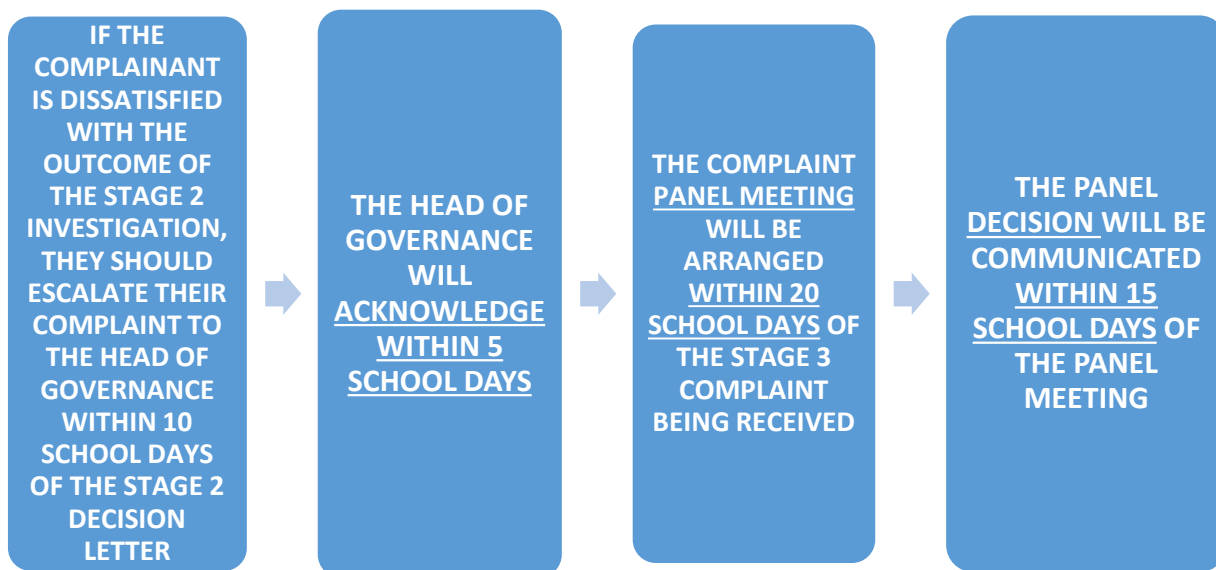 IF THE
COMPLAINANT
IS DISSATISFIED
WITH THE
OUTCOME OF
THE STAGE 2
INVESTIGATION,
THEY SHOULD
ESCALATE THEIR
COMPLAINT TO
THE HEAD OF
GOVERNANCE
WITHIN 10
SCHOOL DAYS
OF THE STAGE 2
DECISION
LETTER
THE HEAD OF
GOVERNANCE
WILL
ACKNOWLEDGE
WITHIN 5
SCHOOL DAYS
THE COMPLAINT
PANEL MEETING
WILL BE
ARRANGED
WITHIN 20
SCHOOL DAYS OF
THE STAGE 3
COMPLAINT
BEING RECEIVED
THE PANEL
DECISION WILL BE
COMMUNICATED
WITHIN 15
SCHOOL DAYS OF
THE PANEL
MEETING